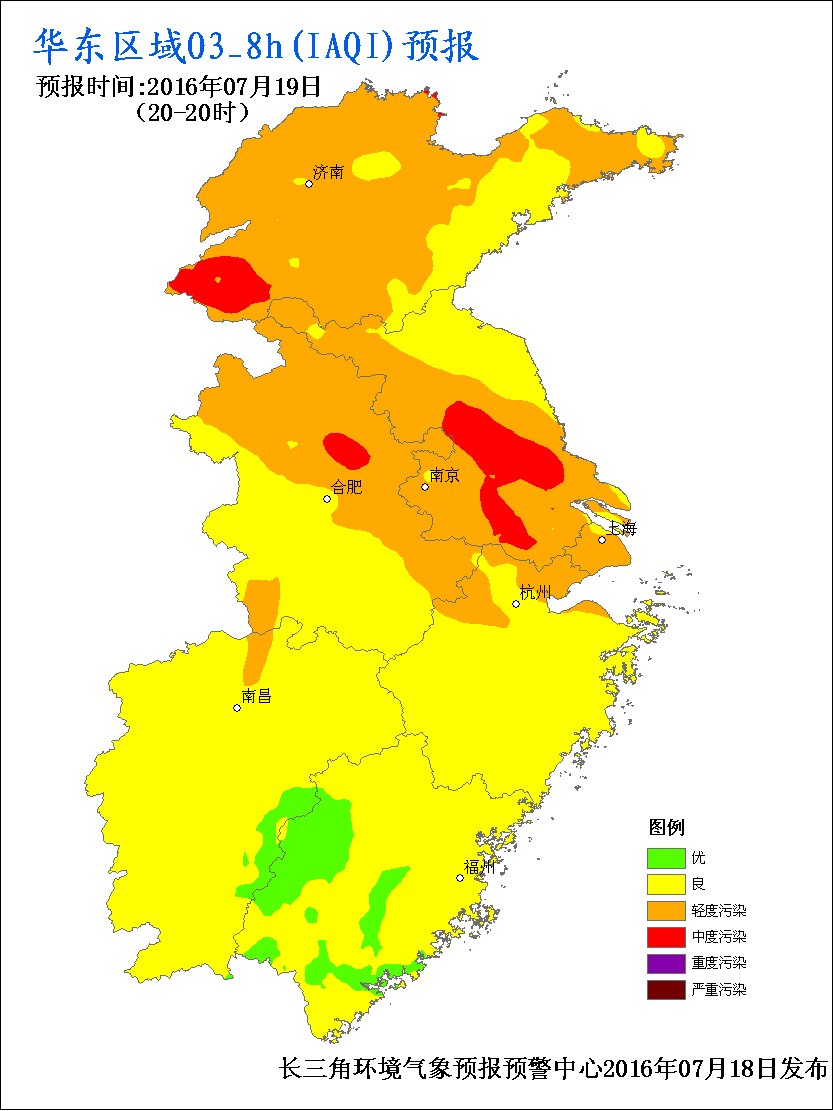 华东区域O3_8h(IAQI)预报
预报时间:2016年07月19日
(20-20时)
济南
南京
合肥
上海
杭州
南昌
福州
图例
优
良
轻度污染
中度污染
重度污染
严重污染
长三角环境气象预报预警中心2016年07月18日发布